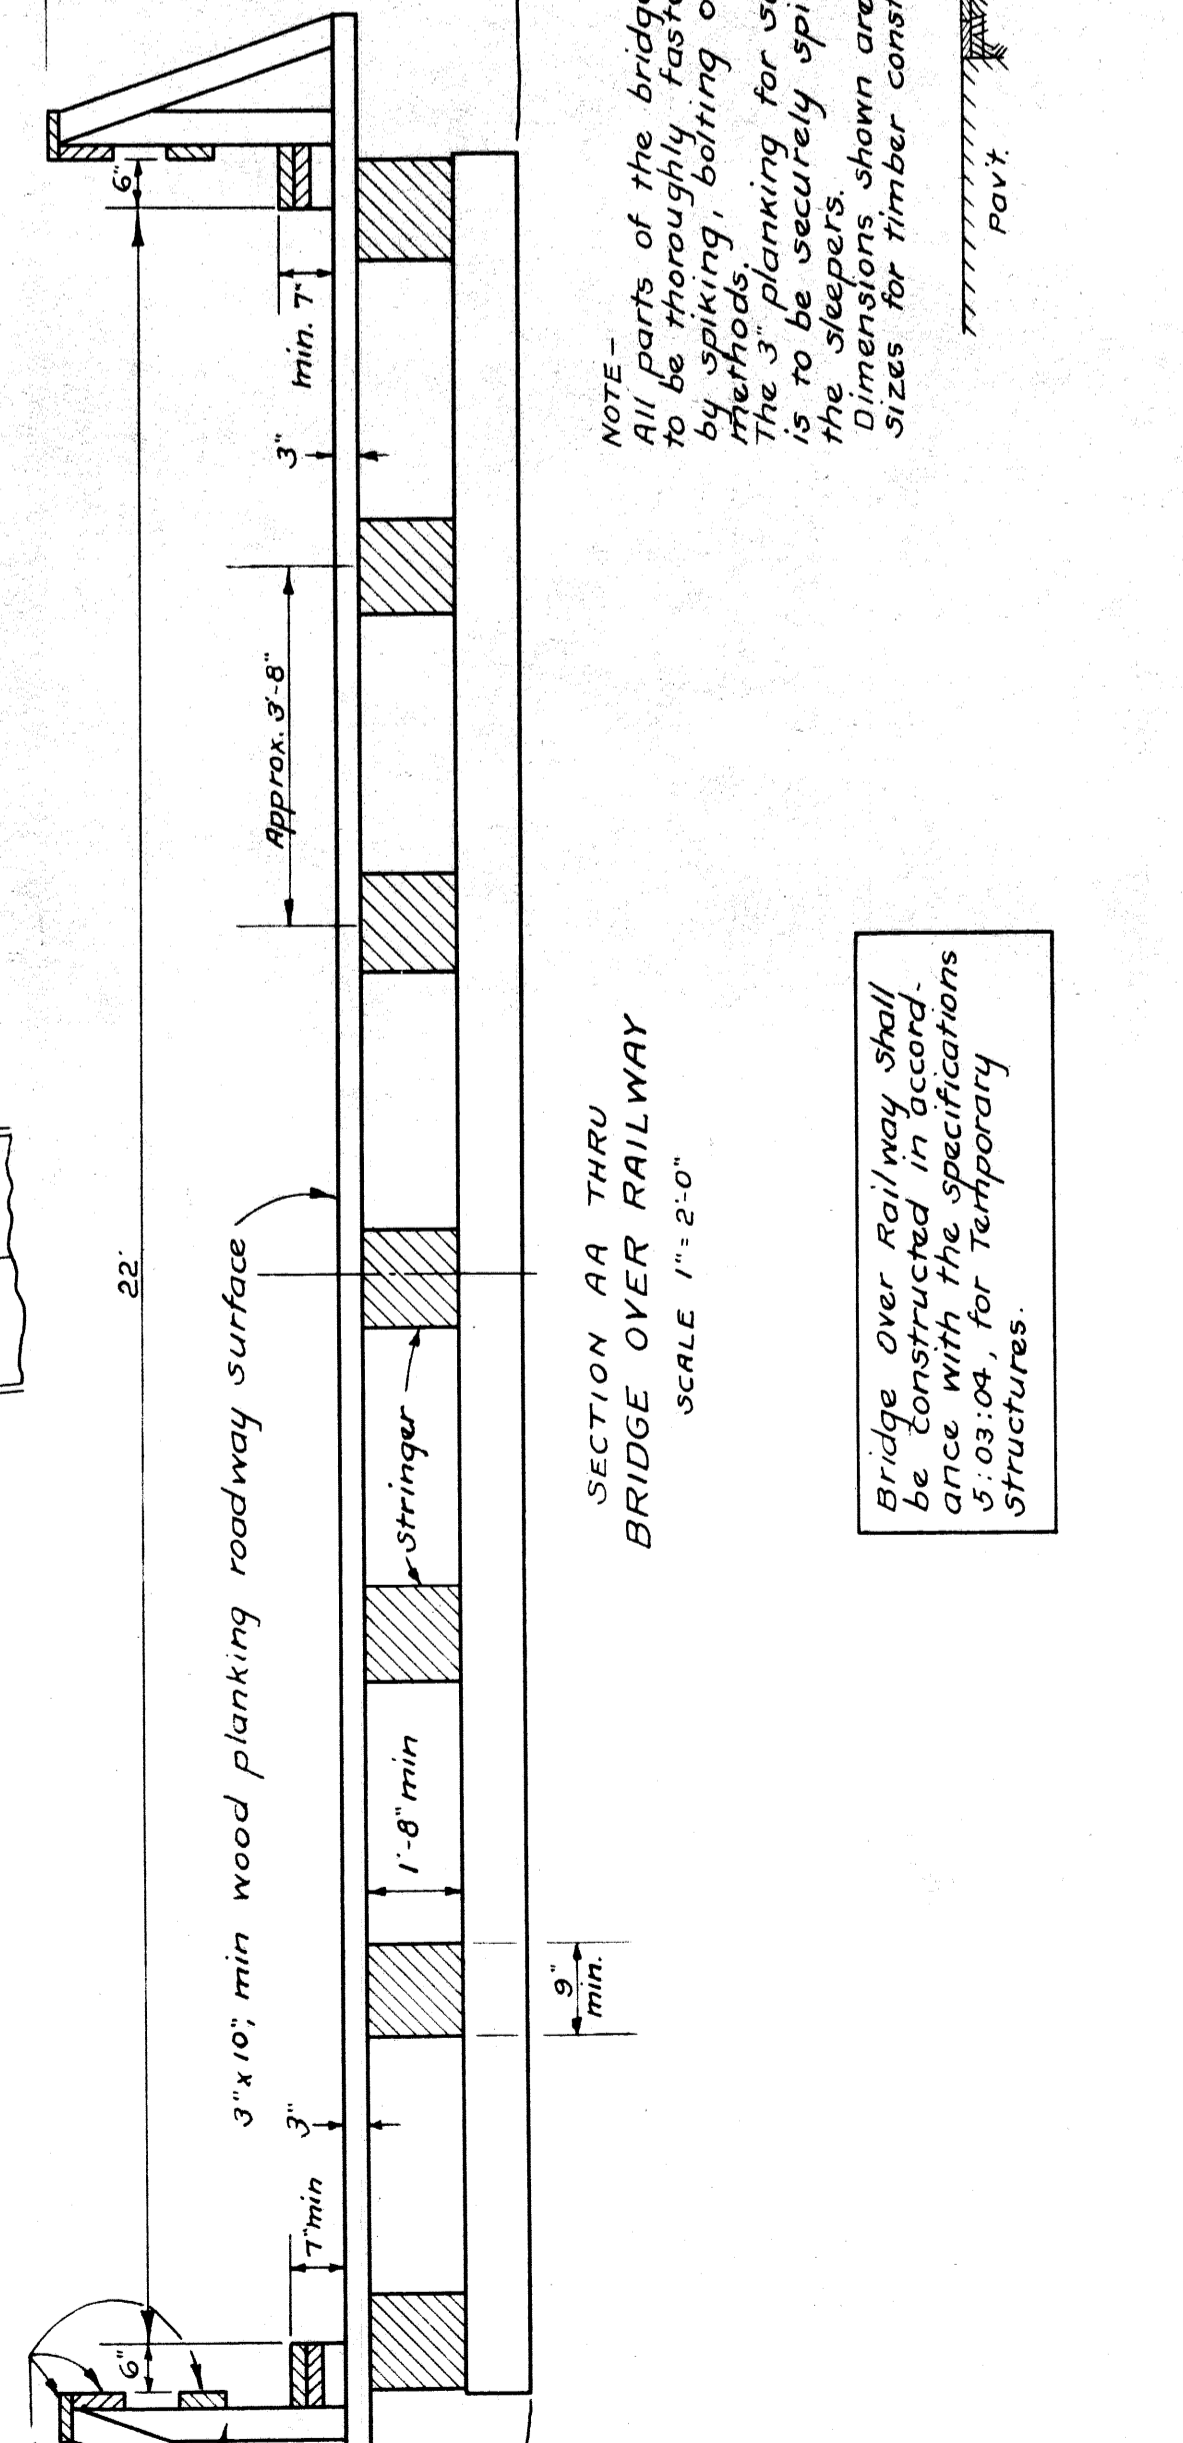 22'
6"
min. 7"
3"
Approx. 3'-8"
3" x 10", min wood planking roadway surface
stringer
1'-8" min
9"
min.
3"
7" min
6"
SECTION AA THRU
BRIDGE OVER RAILWAY
SCALE 1" = 2'-0"
NOTE -
All parts of the bridg
to be thoroughly fast
by spiking, bolting
methods.
The 3" planking for
is to be securely spi
the sleepers.
Dimensions shown are
sizes for timber const
Pav't.
Bridge Over Railway shall
be constructed in accord-
ance with the specifications
5:03:04, for Temporary
structures.